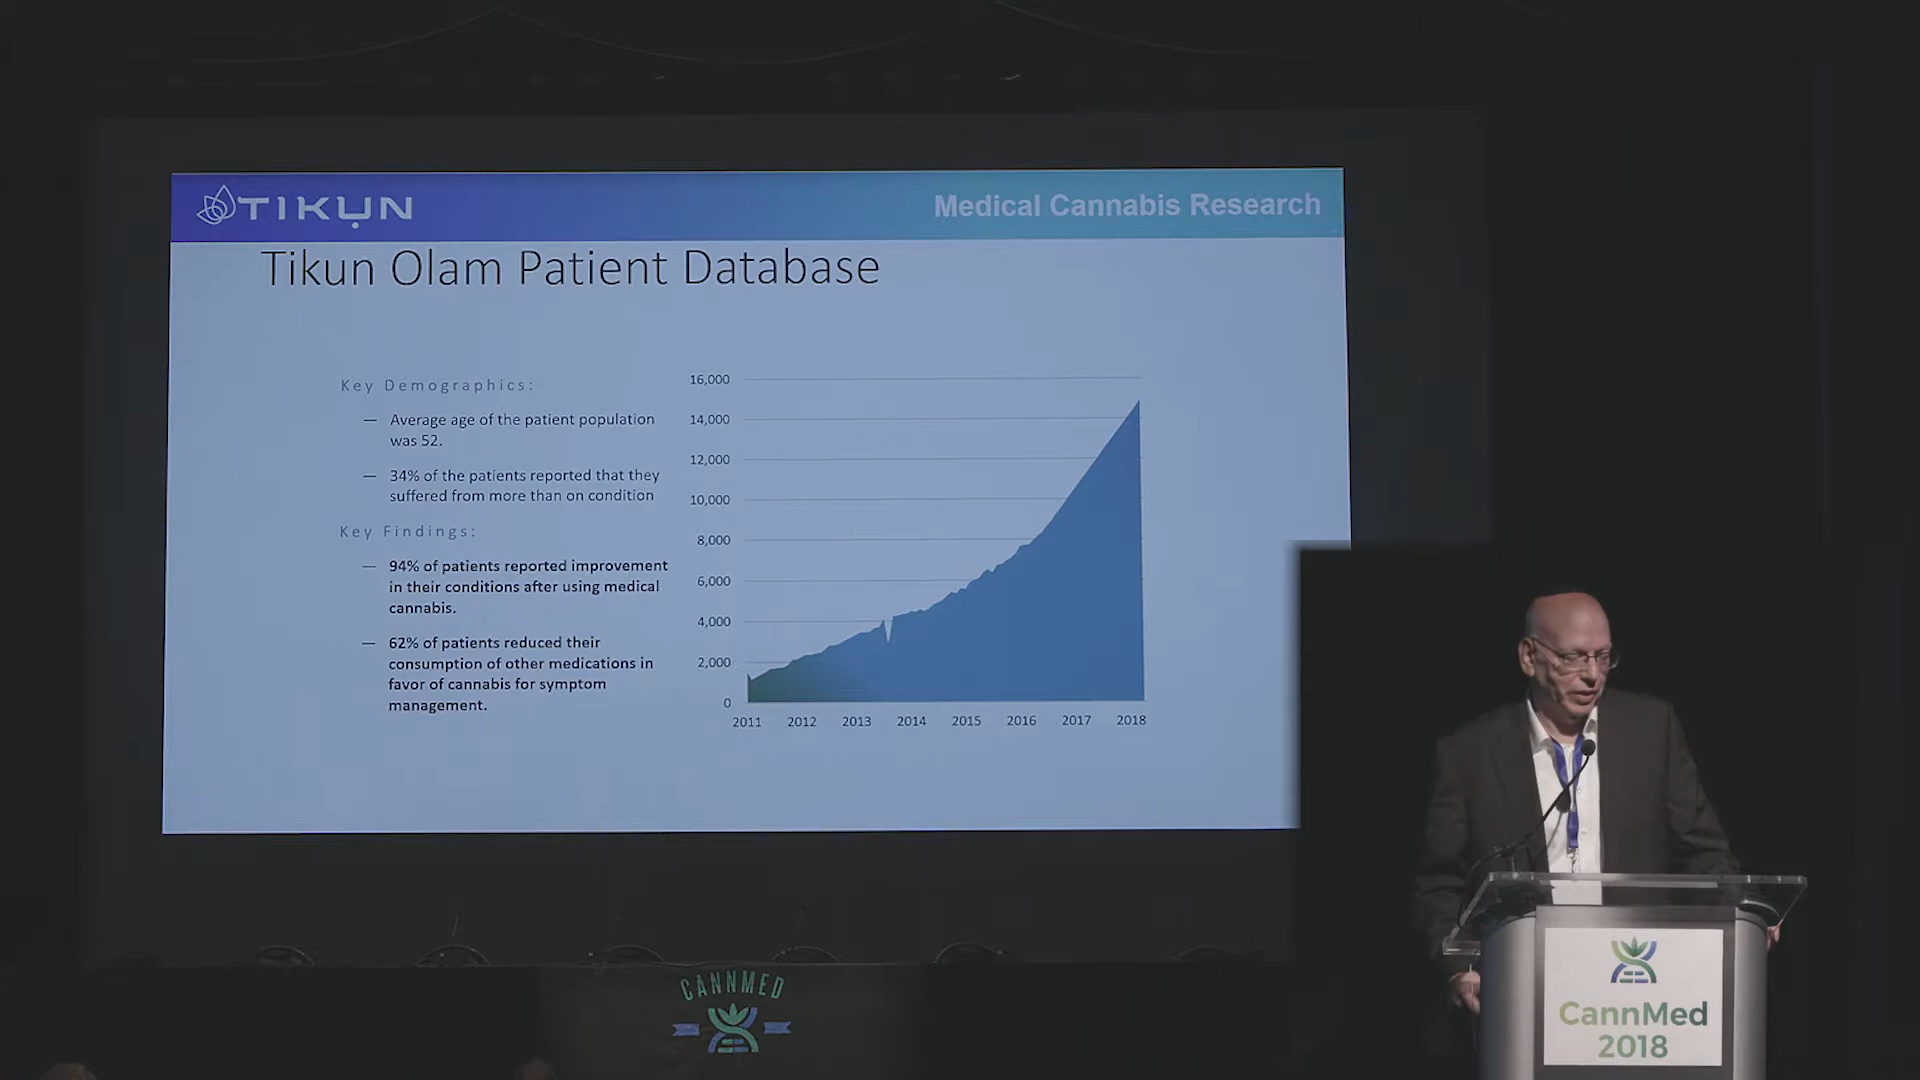 TIKUN
Medical Cannabis Research
Tikun Olam Patient Database
Key Demographics:
— Average age of the patient population
was 52.
— 34% of the patients reported that they
suffered from more than on condition
Key Findings:
— 94% of patients reported improvement
in their conditions after using medical
cannabis.
— 62% of patients reduced their
consumption of other medications in
favor of cannabis for symptom
management.
16,000
14,000
12,000
10,000
8,000
6,000
4,000
2,000
0
2011 2012 2013 2014 2015 2016 2017 2018
CANNMED
CannMed
2018